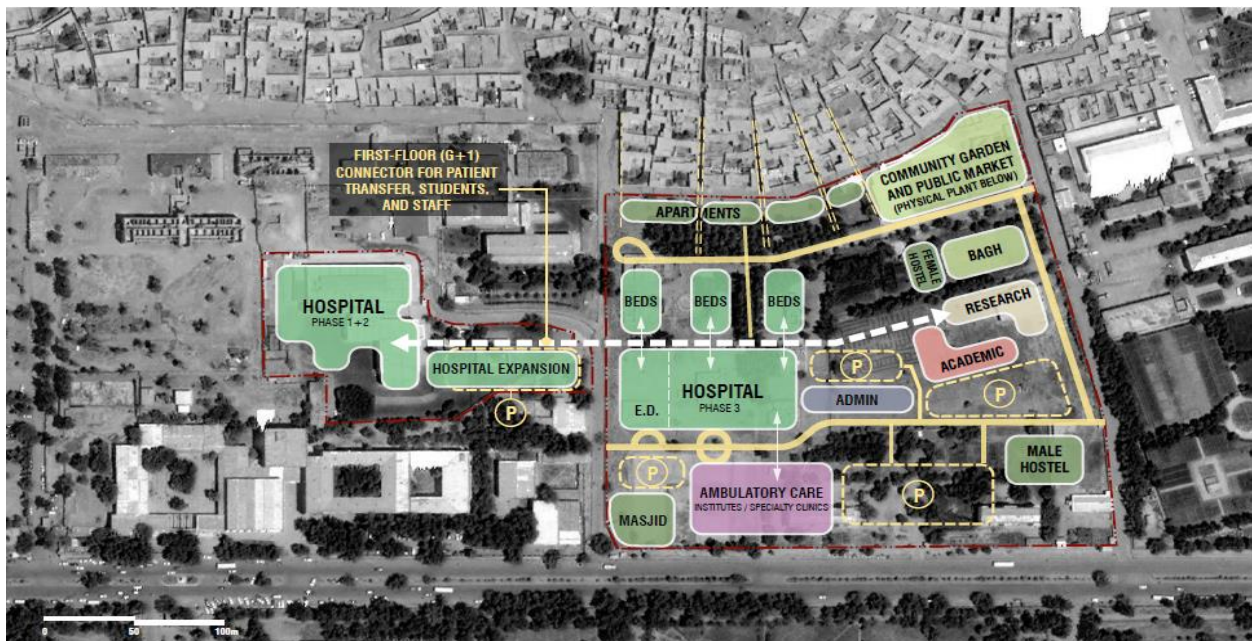 FIRST-FLOOR (G+1)
CONNECTOR FOR PATIENT
TRANSFER, STUDENTS,
AND STAFF
COMMUNITY GARDEN
AND PUBLIC MARKET
(PHYSICAL PLANT BELOW)
APARTMENTS
FEMALE
HOSTEL
BAGH
BEDS
BEDS
BEDS
RESEARCH
HOSPITAL
PHASE 1+2
ACADEMIC
HOSPITAL EXPANSION
P
HOSPITAL
PHASE 3
E.D.
P
ADMIN
P
MALE
HOSTEL
P
AMBULATORY CARE
INSTITUTES / SPECIALTY CLINICS
P
MASJID
0 50 100m